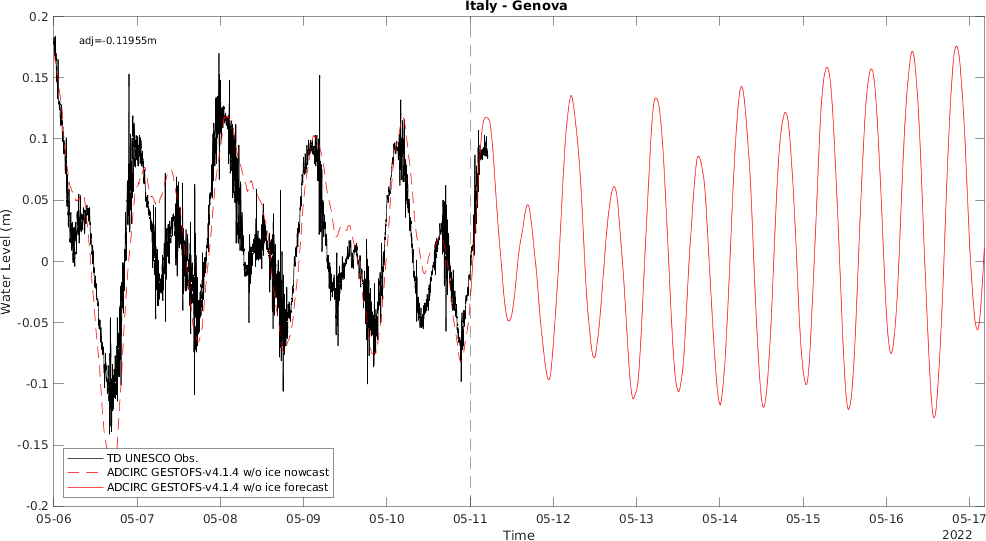 Italy - Genova
adj=-0.11955m
0.2
0.15
0.1
0.05
0
-0.05
-0.1
-0.15
-0.2
Water Level (m)
TD UNESCO Obs.
ADCIRC GESTOFS-v4.1.4 w/o ice nowcast
ADCIRC GESTOFS-v4.1.4 w/o ice forecast
05-06 05-07 05-08 05-09 05-10 05-11 05-12 05-13 05-14 05-15 05-16 05-17
Time
2022